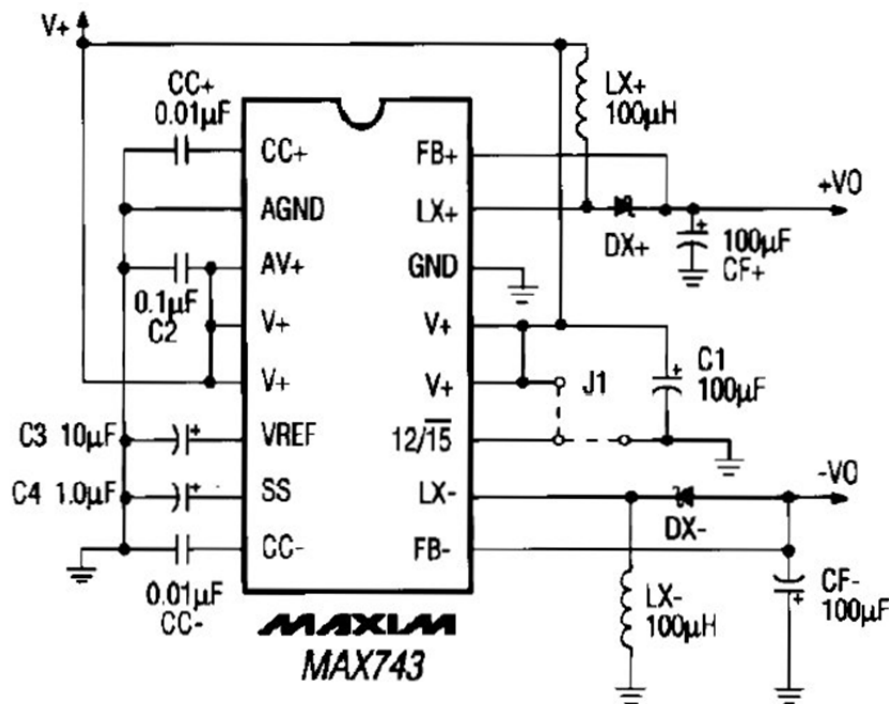 V+
CC+
0.01µF
LX+
100µH
CC+
FB+
+VO
AGND
LX+
DX+
100µF
CF+
AV+
GND
0.1µF
C2
V+
V+
C1
100µF
V+
V+
J1
C3 10µF
VREF
12/1̅5̅
C4 1.0µF
SS
LX-
-VO
DX-
CC-
FB-
0.01µF
CC-
LX-
100µH
CF-
100µF
MAXIM
MAX743